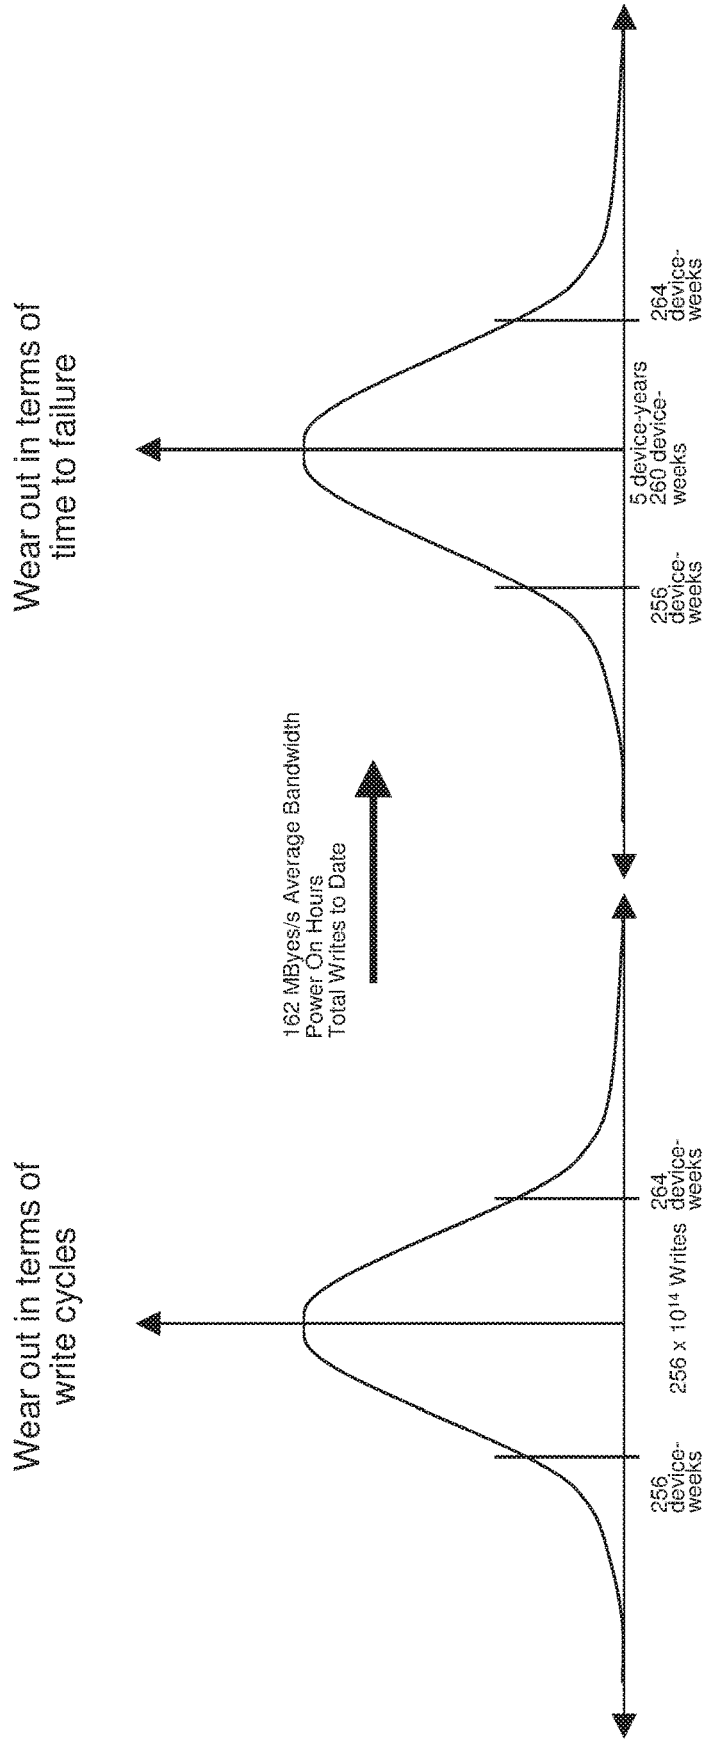 Wear out in terms of
write cycles
256
device-
weeks
256 x 10¹⁴ Writes
264
device-
weeks
162 MByes/s Average Bandwidth
Power On Hours
Total Writes to Date
Wear out in terms of
time to failure
256
device-
weeks
5 device-years
260 device-
weeks
264
device-
weeks